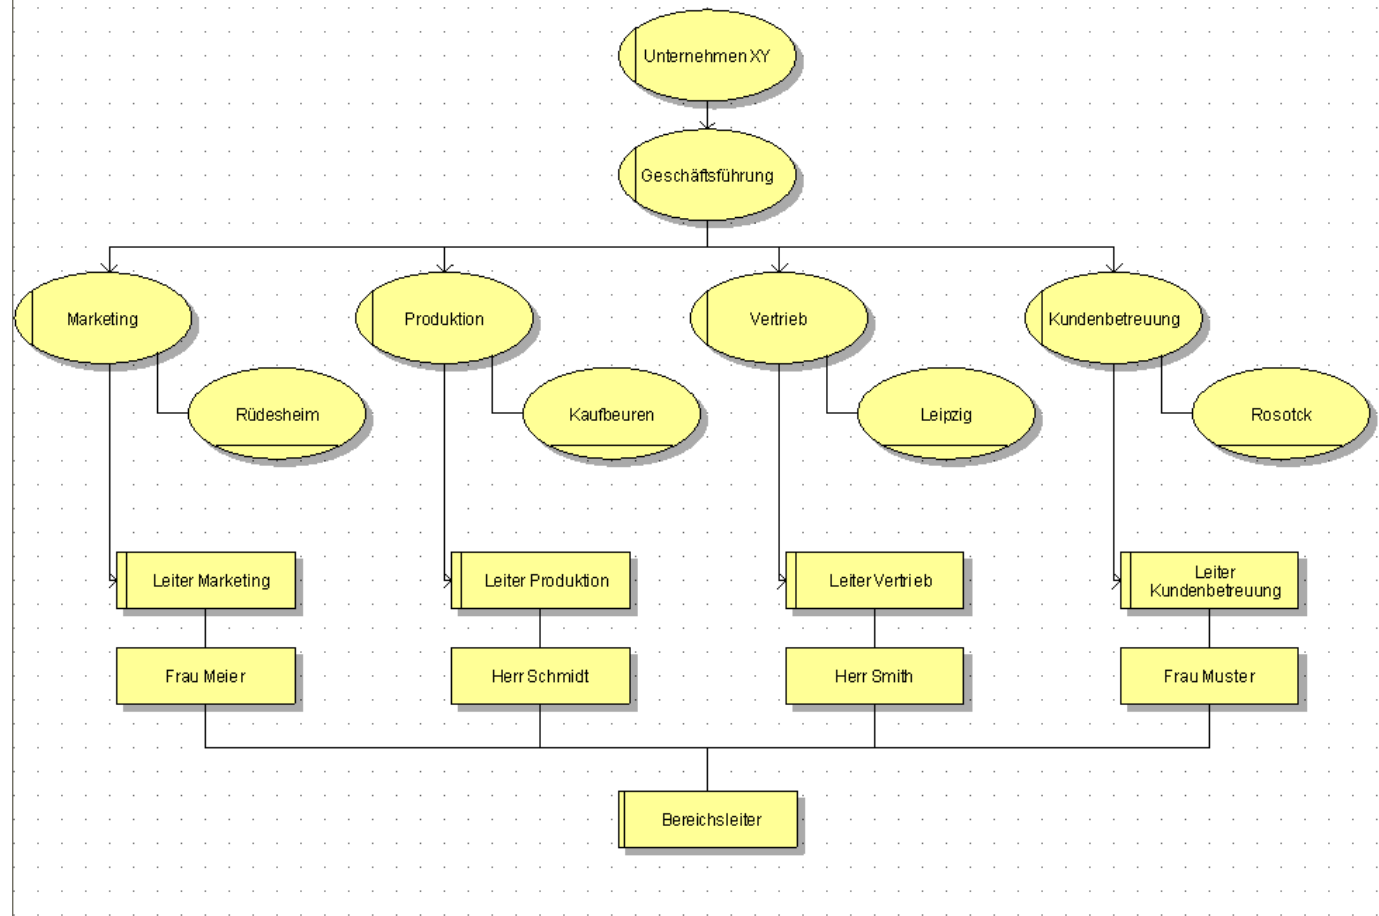 Unternehmen XY
Geschäftsführung
Marketing
Produktion
Vertrieb
Kundenbetreuung
Rüdesheim
Kaufbeuren
Leipzig
Rosotck
Leiter Marketing
Leiter Produktion
Leiter Vertrieb
Leiter
Kundenbetreuung
Frau Meier
Herr Schmidt
Herr Smith
Frau Muster
Bereichsleiter